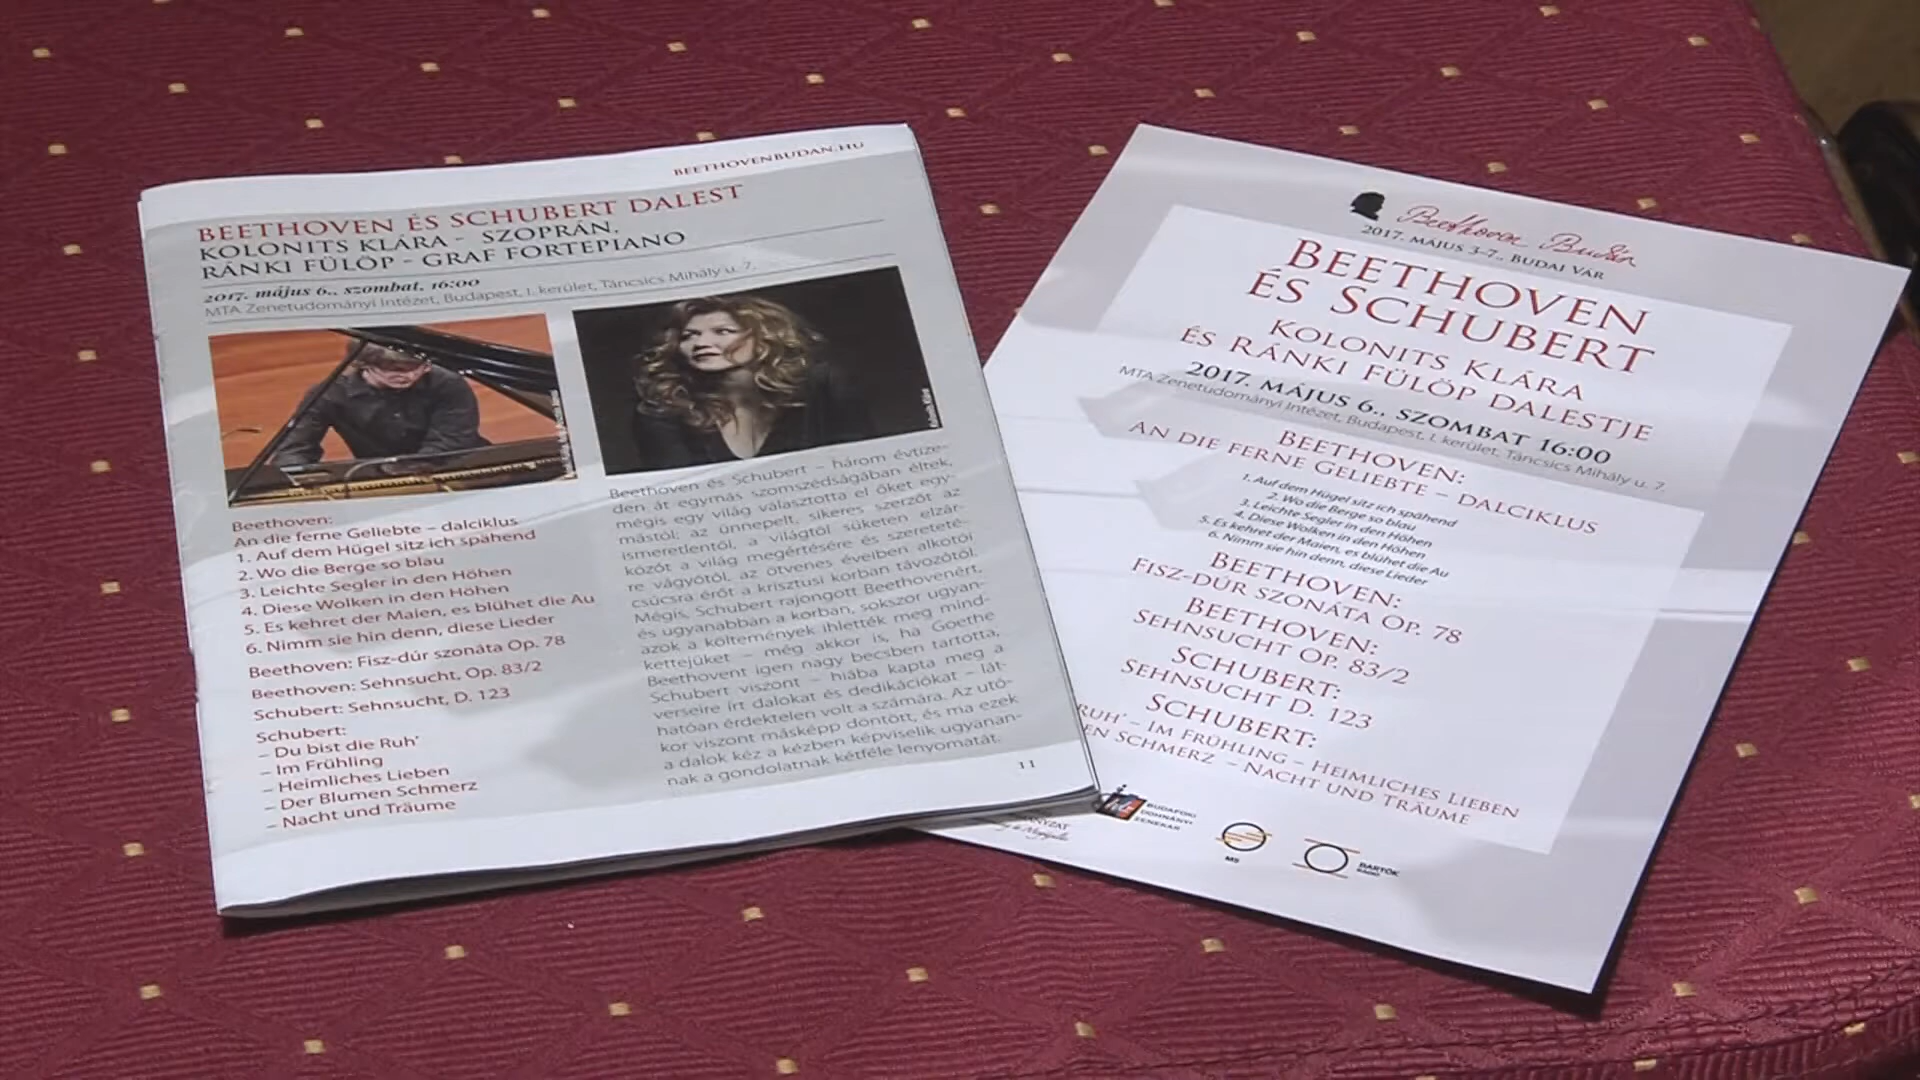 BEETHOVENBUDAN.HU
BEETHOVEN ÉS SCHUBERT DALEST
KOLONITS KLÁRA - SZOPRÁN,
RÁNKI FÜLÖP - GRAF FORTEPIANO
2017. május 6., szombat, 16:00
MTA Zenetudományi Intézet, Budapest, I. kerület, Táncsics Mihály u. 7.
Beethoven:
An die ferne Geliebte – dalciklus
1. Auf dem Hügel sitz ich spähend
2. Wo die Berge so blau
3. Leichte Segler in den Höhen
4. Diese Wolken in den Höhen
5. Es kehret der Maien, es blühet die Au
6. Nimm sie hin denn, diese Lieder
Beethoven: Fisz-dúr szonáta Op. 78
Beethoven: Sehnsucht, Op. 83/2
Schubert: Sehnsucht, D. 123
Schubert:
– Du bist die Ruh'
– Im Frühling
– Heimliches Lieben
– Der Blumen Schmerz
– Nacht und Träume
Beethoven és Schubert – három évtize-
den át egymás szomszédságában éltek,
mégis egy világ választotta el őket egy-
mástól: az ünnepelt, sikeres szerzőt az
ismeretlentől, a világtól süketen elzár-
közót a világ megértésére és szereteté-
re vágyótól, az ötvenes éveiben alkotói
csúcsra érőt a krisztusi korban távozótól.
Mégis, Schubert rajongott Beethovenért,
és ugyanabban a korban, sokszor ugyan-
azok a költemények ihlették meg mind-
kettejüket – még akkor is, ha Goethe
Beethovent igen nagy becsben tartotta,
Schubert viszont – hiába kapta meg a
verseire írt dalokat és dedikációkat – lát-
hatóan érdektelen volt a számára. Az utó-
kor viszont másképp döntött, és ma ezek
a dalok kéz a kézben képviselik ugyanan-
nak a gondolatnak kétféle lenyomatát.
11
Beethoven Budán
2017. MÁJUS 3-7., BUDAI VÁR
BEETHOVEN
ÉS SCHUBERT
KOLONITS KLÁRA
ÉS RÁNKI FÜLÖP DALESTJE
2017. MÁJUS 6., SZOMBAT 16:00
MTA Zenetudományi Intézet, Budapest, I. kerület, Táncsics Mihály u. 7.
BEETHOVEN:
AN DIE FERNE GELIEBTE – DALCIKLUS
1. Auf dem Hügel sitz ich spähend
2. Wo die Berge so blau
3. Leichte Segler in den Höhen
4. Diese Wolken in den Höhen
5. Es kehret der Maien, es blühet die Au
6. Nimm sie hin denn, diese Lieder
BEETHOVEN:
FISZ-DÚR SZONÁTA OP. 78
BEETHOVEN:
SEHNSUCHT OP. 83/2
SCHUBERT:
SEHNSUCHT D. 123
SCHUBERT:
RUH' – IM FRÜHLING – HEIMLICHES LIEBEN
EN SCHMERZ – NACHT UND TRÄUME
BUDAFOKI
DOHNÁNYI
ZENEKAR
M5
BARTÓK
RÁDIÓ